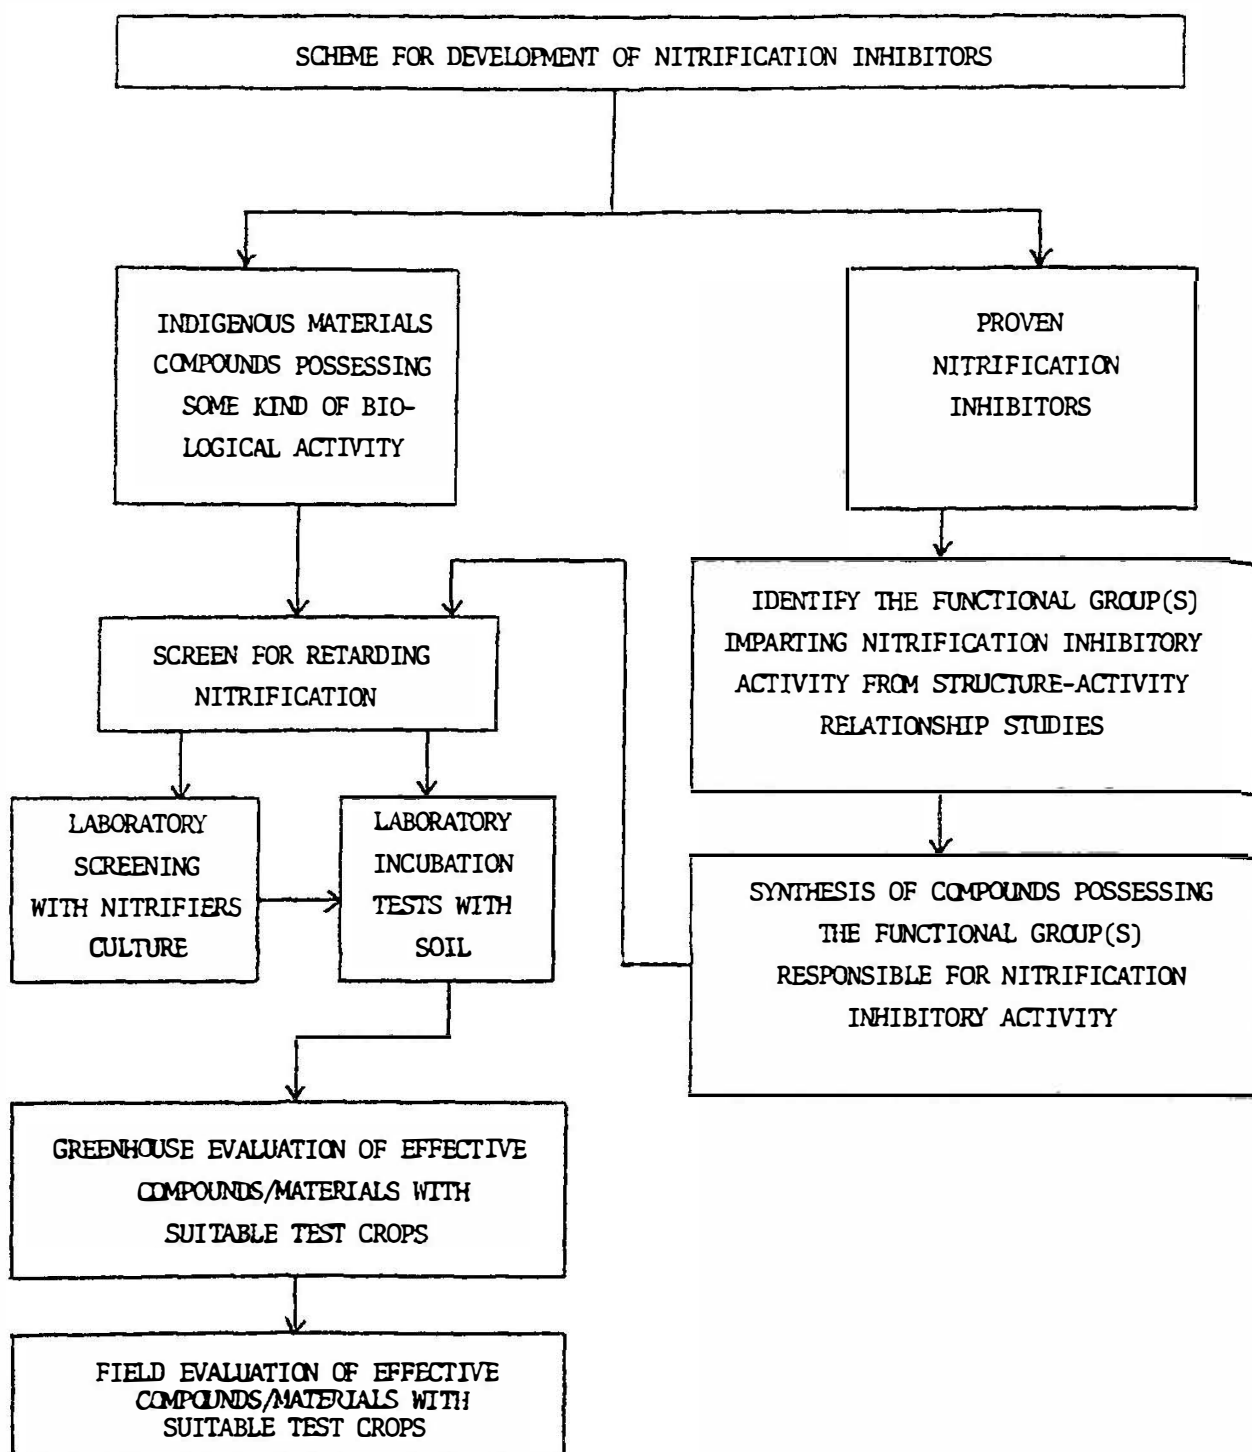 SCHEME FOR DEVELOPMENT OF NITRIFICATION INHIBITORS
INDIGENOUS MATERIALS
COMPOUNDS POSSESSING
SOME KIND OF BIO-
LOGICAL ACTIVITY
PROVEN
NITRIFICATION
INHIBITORS
SCREEN FOR RETARDING
NITRIFICATION
IDENTIFY THE FUNCTIONAL GROUP(S)
IMPARTING NITRIFICATION INHIBITORY
ACTIVITY FROM STRUCTURE-ACTIVITY
RELATIONSHIP STUDIES
LABORATORY
SCREENING
WITH NITRIFIERS
CULTURE
LABORATORY
INCUBATION
TESTS WITH
SOIL
SYNTHESIS OF COMPOUNDS POSSESSING
THE FUNCTIONAL GROUP(S)
RESPONSIBLE FOR NITRIFICATION
INHIBITORY ACTIVITY
GREENHOUSE EVALUATION OF EFFECTIVE
COMPOUNDS/MATERIALS WITH
SUITABLE TEST CROPS
FIELD EVALUATION OF EFFECTIVE
COMPOUNDS/MATERIALS WITH
SUITABLE TEST CROPS